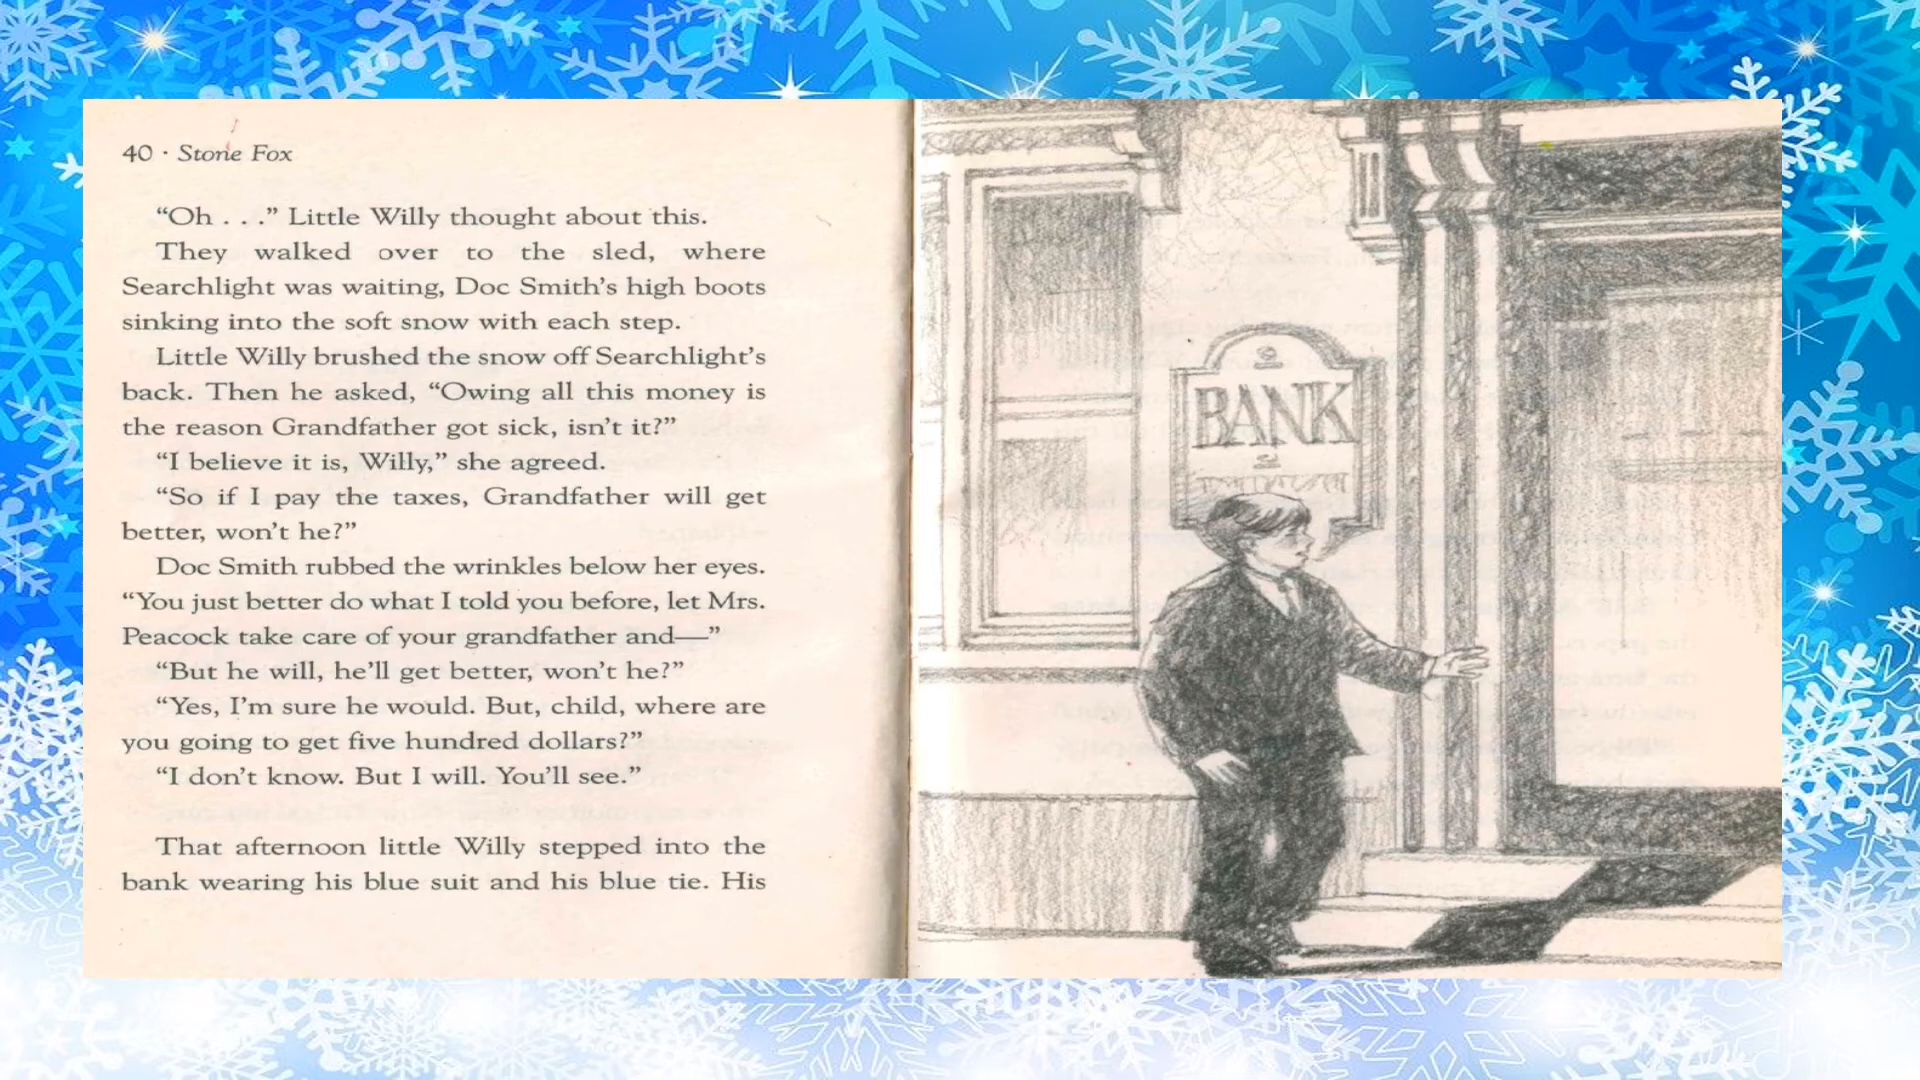 40 · Stone Fox
“Oh . . .” Little Willy thought about this.
They walked over to the sled, where
Searchlight was waiting, Doc Smith’s high boots
sinking into the soft snow with each step.
Little Willy brushed the snow off Searchlight’s
back. Then he asked, “Owing all this money is
the reason Grandfather got sick, isn’t it?”
“I believe it is, Willy,” she agreed.
“So if I pay the taxes, Grandfather will get
better, won’t he?”
Doc Smith rubbed the wrinkles below her eyes.
“You just better do what I told you before, let Mrs.
Peacock take care of your grandfather and—”
“But he will, he’ll get better, won’t he?”
“Yes, I’m sure he would. But, child, where are
you going to get five hundred dollars?”
“I don’t know. But I will. You’ll see.”
That afternoon little Willy stepped into the
bank wearing his blue suit and his blue tie. His
BANK